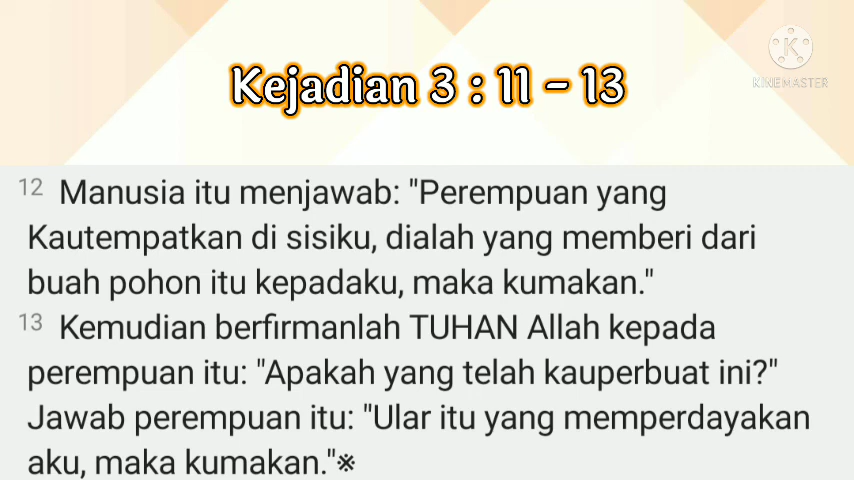 Kejadian 3 : 11 - 13
KINEMASTER
12 Manusia itu menjawab: "Perempuan yang
Kautempatkan di sisiku, dialah yang memberi dari
buah pohon itu kepadaku, maka kumakan."
13 Kemudian berfirmanlah TUHAN Allah kepada
perempuan itu: "Apakah yang telah kauperbuat ini?"
Jawab perempuan itu: "Ular itu yang memperdayakan
aku, maka kumakan."※